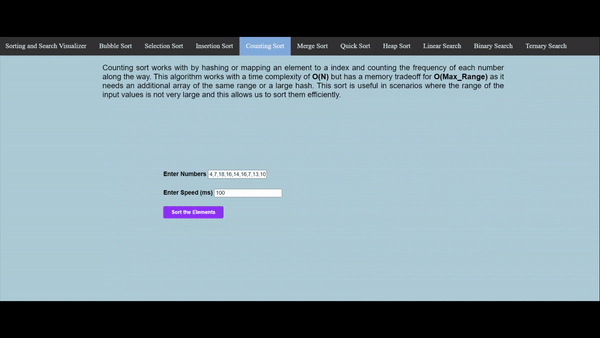 Sorting and Search Visualizer Bubble Sort Selection Sort Insertion Sort Counting Sort Merge Sort Quick Sort Heap Sort Linear Search Binary Search Ternary Search
Counting sort works with by hashing or mapping an element to a index and counting the frequency of each number
along the way. This algorithm works with a time complexity of O(N) but has a memory tradeoff for O(Max_Range) as it
needs an additional array of the same range or a large hash. This sort is useful in scenarios where the range of the
input values is not very large and this allows us to sort them efficiently.
Enter Numbers 4,7,18,16,14,16,7,13,10
Enter Speed (ms) 100
Sort the Elements